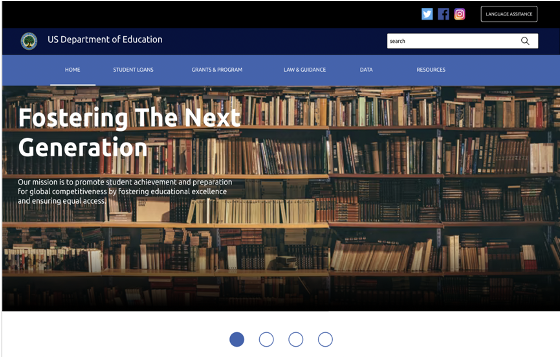 LANGUAGE ASSITANCE
US Department of Education
search
HOME
STUDENT LOANS
GRANTS & PROGRAM
LAW & GUIDANCE
DATA
RESOURCES
Fostering The Next
Generation
Our mission is to promote student achievement and preparation
for global competitiveness by fostering educational excellence
and ensuring equal access.